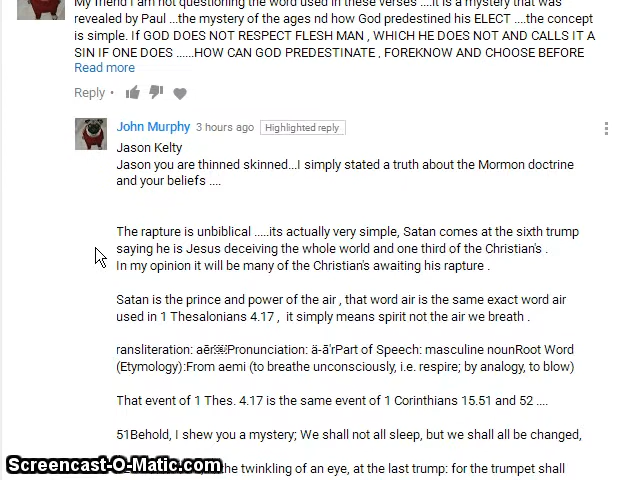 My friend I am not questioning the word used in these verses ....it is a mystery that was
revealed by Paul ...the mystery of the ages nd how God predestined his ELECT ....the concept
is simple. If GOD DOES NOT RESPECT FLESH MAN , WHICH HE DOES NOT AND CALLS IT A
SIN IF ONE DOES ......HOW CAN GOD PREDESTINATE , FOREKNOW AND CHOOSE BEFORE
Read more
Reply •
John Murphy 3 hours ago Highlighted reply
Jason Kelty
Jason you are thinned skinned...I simply stated a truth about the Mormon doctrine
and your beliefs ....
The rapture is unbiblical .....its actually very simple, Satan comes at the sixth trump
saying he is Jesus deceiving the whole world and one third of the Christian's .
In my opinion it will be many of the Christian's awaiting his rapture .
Satan is the prince and power of the air , that word air is the same exact word air
used in 1 Thesalonians 4.17 , it simply means spirit not the air we breath .
ransliteration: aērPronunciation: ä-ā'rPart of Speech: masculine nounRoot Word
(Etymology):From aemi (to breathe unconsciously, i.e. respire; by analogy, to blow)
That event of 1 Thes. 4.17 is the same event of 1 Corinthians 15.51 and 52 ....
51Behold, I shew you a mystery; We shall not all sleep, but we shall all be changed,
the twinkling of an eye, at the last trump: for the trumpet shall
Screencast-O-Matic.com